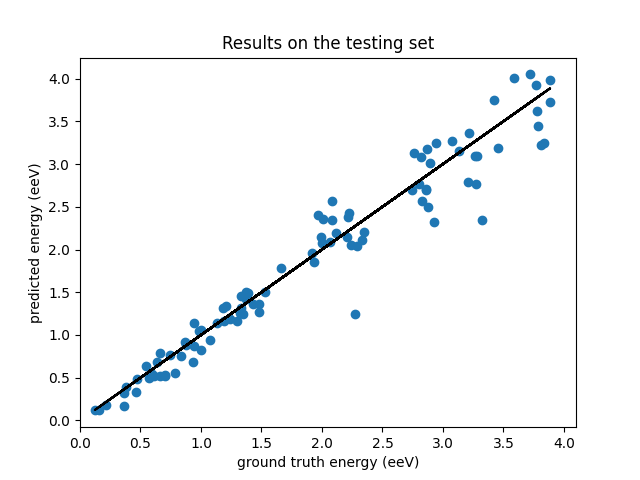 Results on the testing set
4.0
3.5
3.0
2.5
2.0
1.5
1.0
0.5
0.0
predicted energy (eeV)
0.0 0.5 1.0 1.5 2.0 2.5 3.0 3.5 4.0
ground truth energy (eeV)